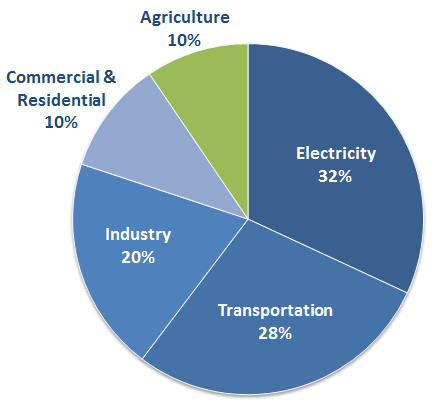 Agriculture
10%
Commercial &
Residential
10%
Electricity
32%
Industry
20%
Transportation
28%